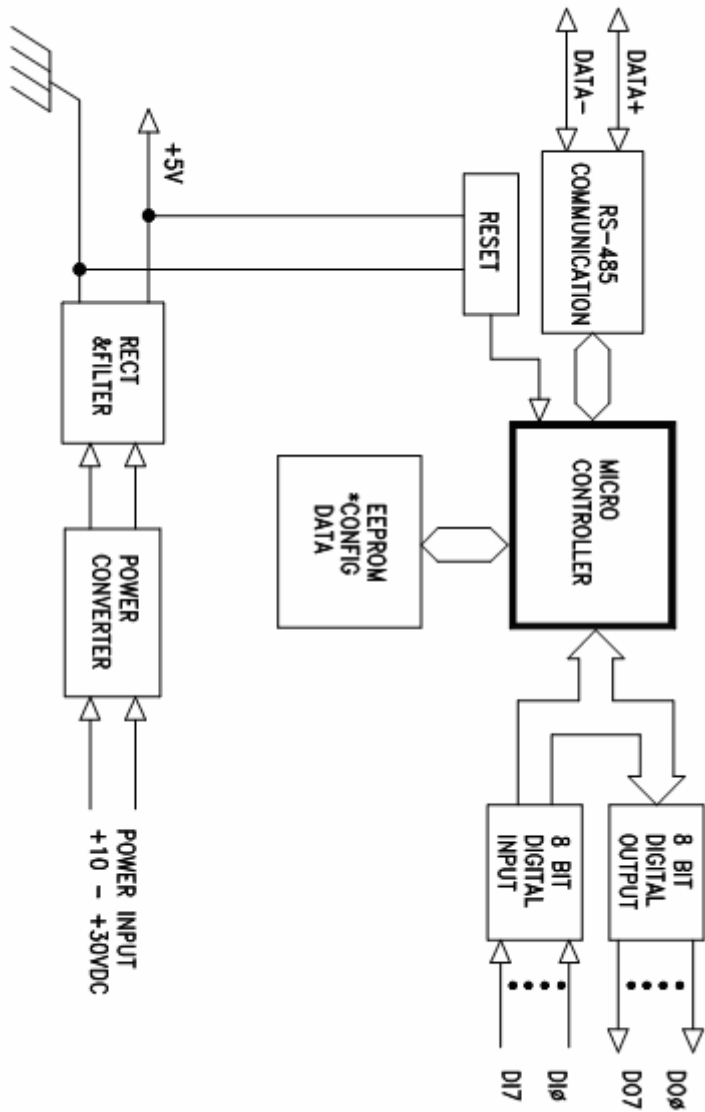 DATA+
DATA-
RS-485
COMMUNICATION
RESET
+5V
MICRO
CONTROLLER
EEPROM
*CONFIG
DATA
8 BIT
DIGITAL
OUTPUT
DOø
DO7
8 BIT
DIGITAL
INPUT
DIø
DI7
RECT
&FILTER
POWER
CONVERTER
POWER INPUT
+10 - +30VDC